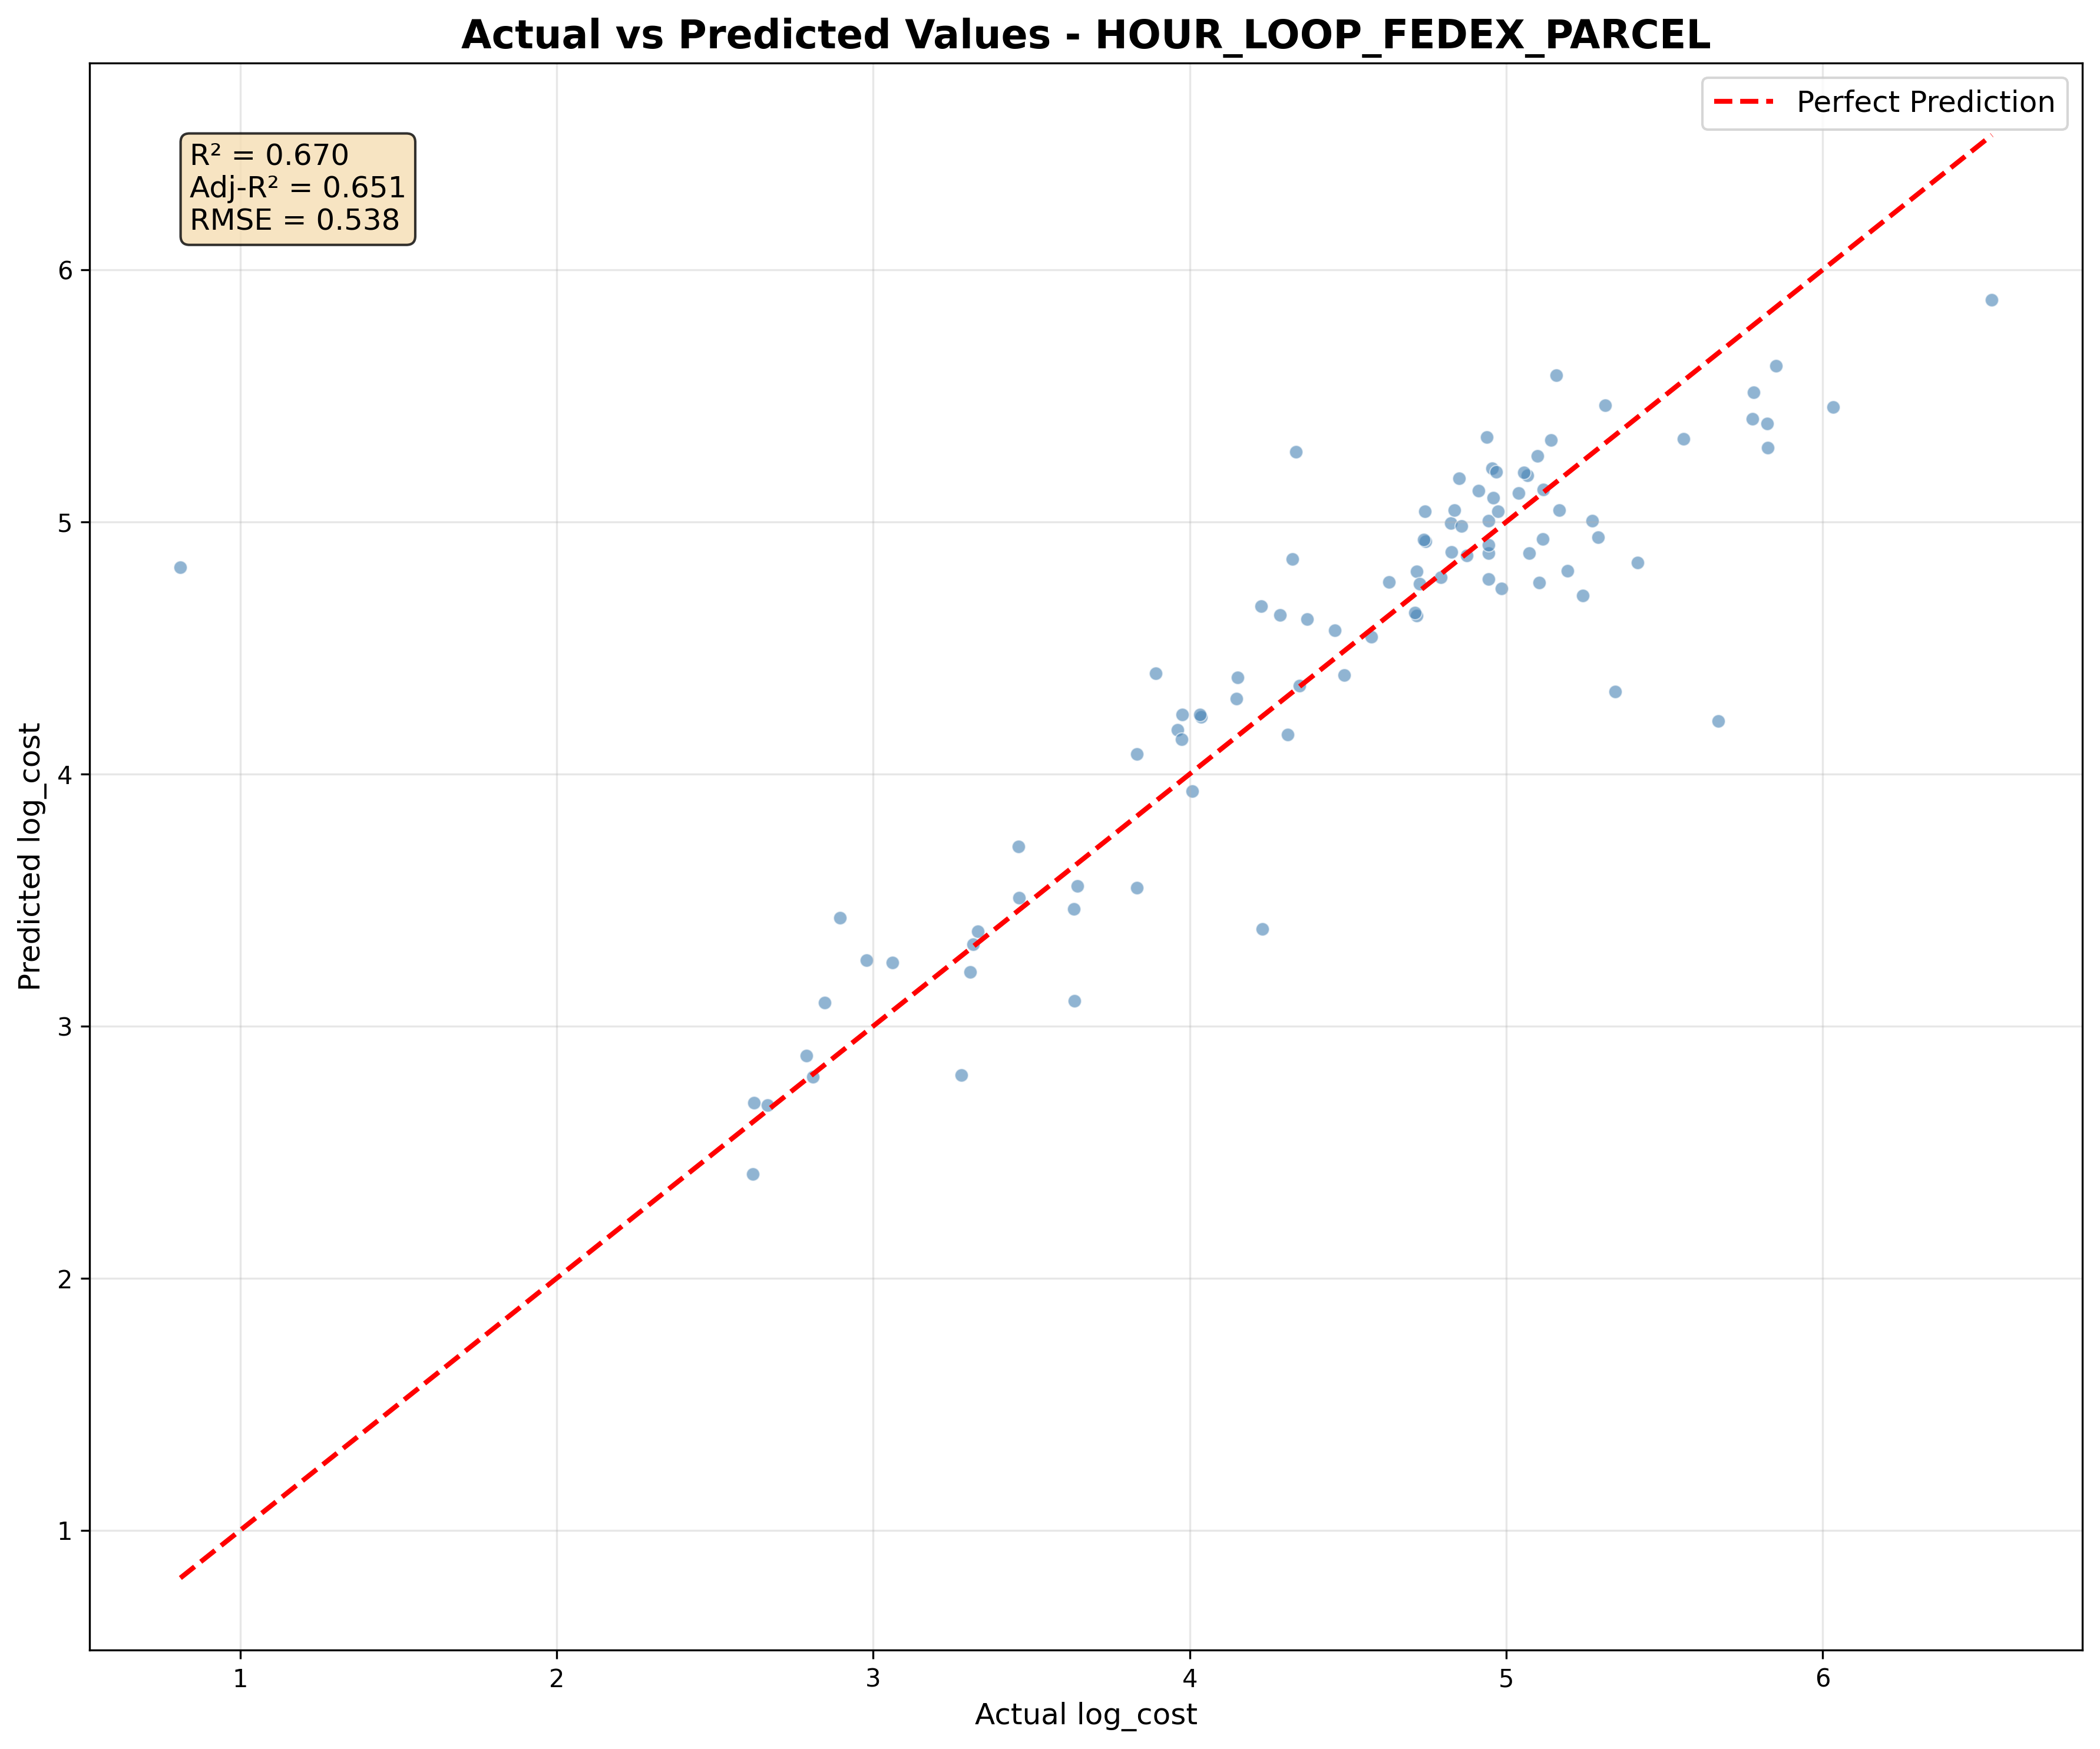 Actual vs Predicted Values - HOUR_LOOP_FEDEX_PARCEL
Perfect Prediction
R² = 0.670
Adj-R² = 0.651
RMSE = 0.538
Predicted log_cost
6
5
4
3
2
1
1 2 3 4 5 6
Actual log_cost